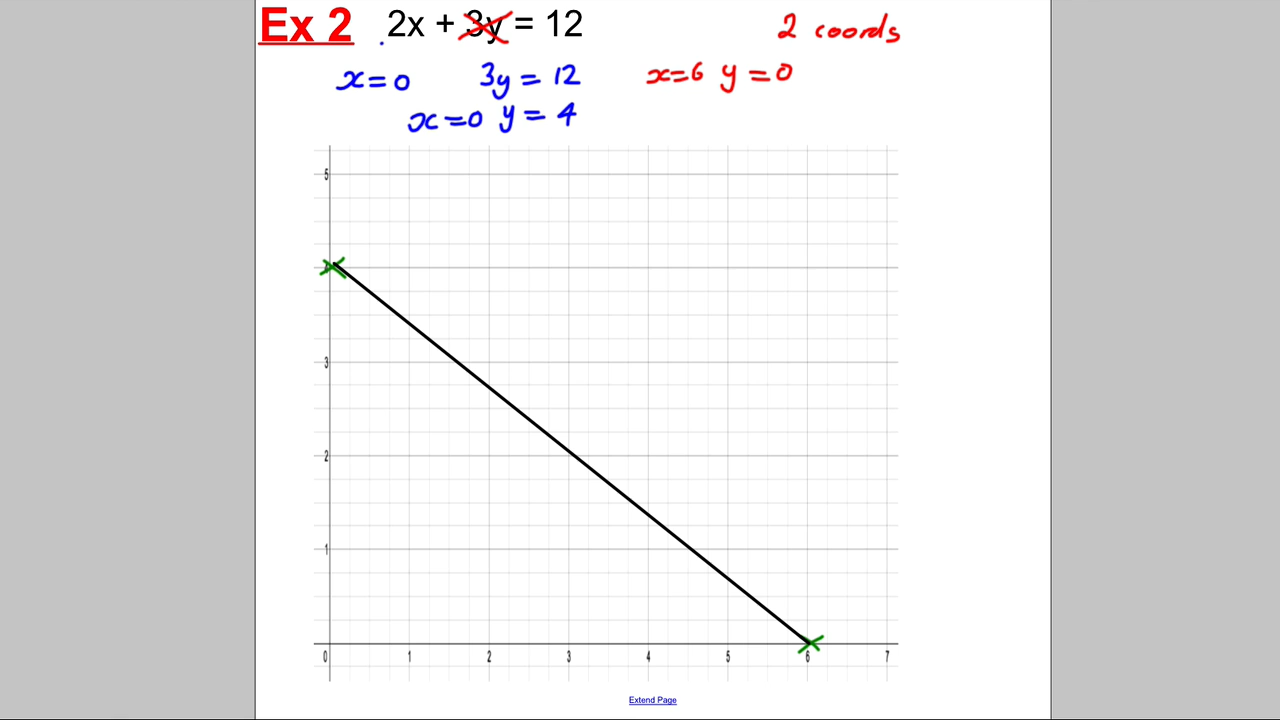 Ex 2 2x + 3y = 12 2 coords
x=0 3y = 12 x=6 y=0
x=0 y = 4
5
3
2
1
0 1 2 3 4 5 6 7
Extend Page